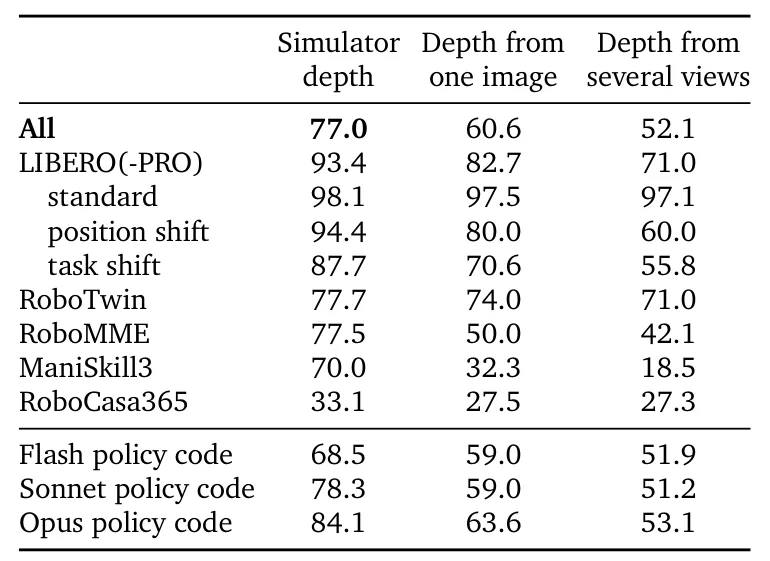 Simulator depth Depth from one image Depth from several views
All 77.0 60.6 52.1
LIBERO(-PRO) 93.4 82.7 71.0
standard 98.1 97.5 97.1
position shift 94.4 80.0 60.0
task shift 87.7 70.6 55.8
RoboTwin 77.7 74.0 71.0
RoboMME 77.5 50.0 42.1
ManiSkill3 70.0 32.3 18.5
RoboCasa365 33.1 27.5 27.3
Flash policy code 68.5 59.0 51.9
Sonnet policy code 78.3 59.0 51.2
Opus policy code 84.1 63.6 53.1